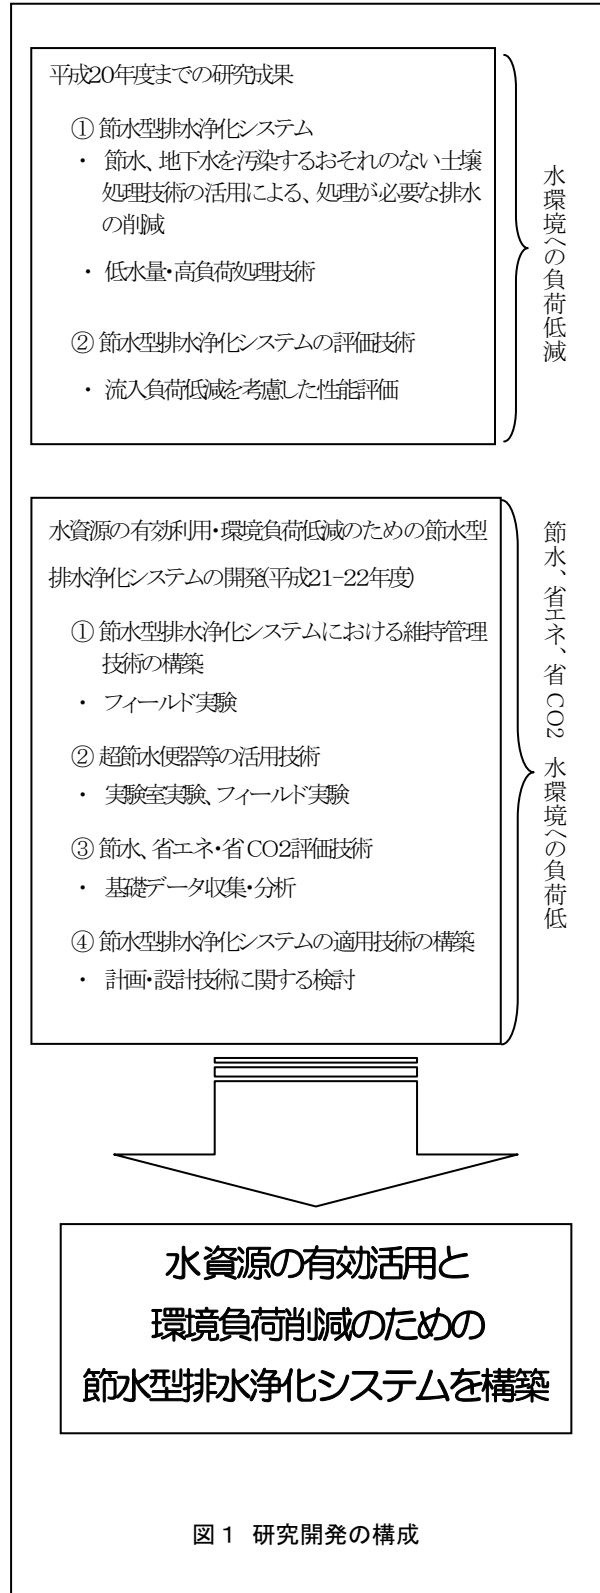 平成20年度までの研究成果
① 節水型排水浄化システム
・ 節水、地下水を汚染するおそれのない土壌
処理技術の活用による、処理が必要な排水
の削減
・ 低水量・高負荷処理技術
② 節水型排水浄化システムの評価技術
・ 流入負荷低減を考慮した性能評価
水環境への負荷低減
水資源の有効利用・環境負荷低減のための節水型
排水浄化システムの開発(平成21-22年度)
① 節水型排水浄化システムにおける維持管理
技術の構築
・ フィールド実験
② 超節水便器等の活用技術
・ 実験室実験、フィールド実験
③ 節水、省エネ・省CO2評価技術
・ 基礎データ収集・分析
④ 節水型排水浄化システムの適用技術の構築
・ 計画・設計技術に関する検討
節水、省エネ、省CO2 水環境への負荷低
水資源の有効活用と
環境負荷削減のための
節水型排水浄化システムを構築
図1 研究開発の構成